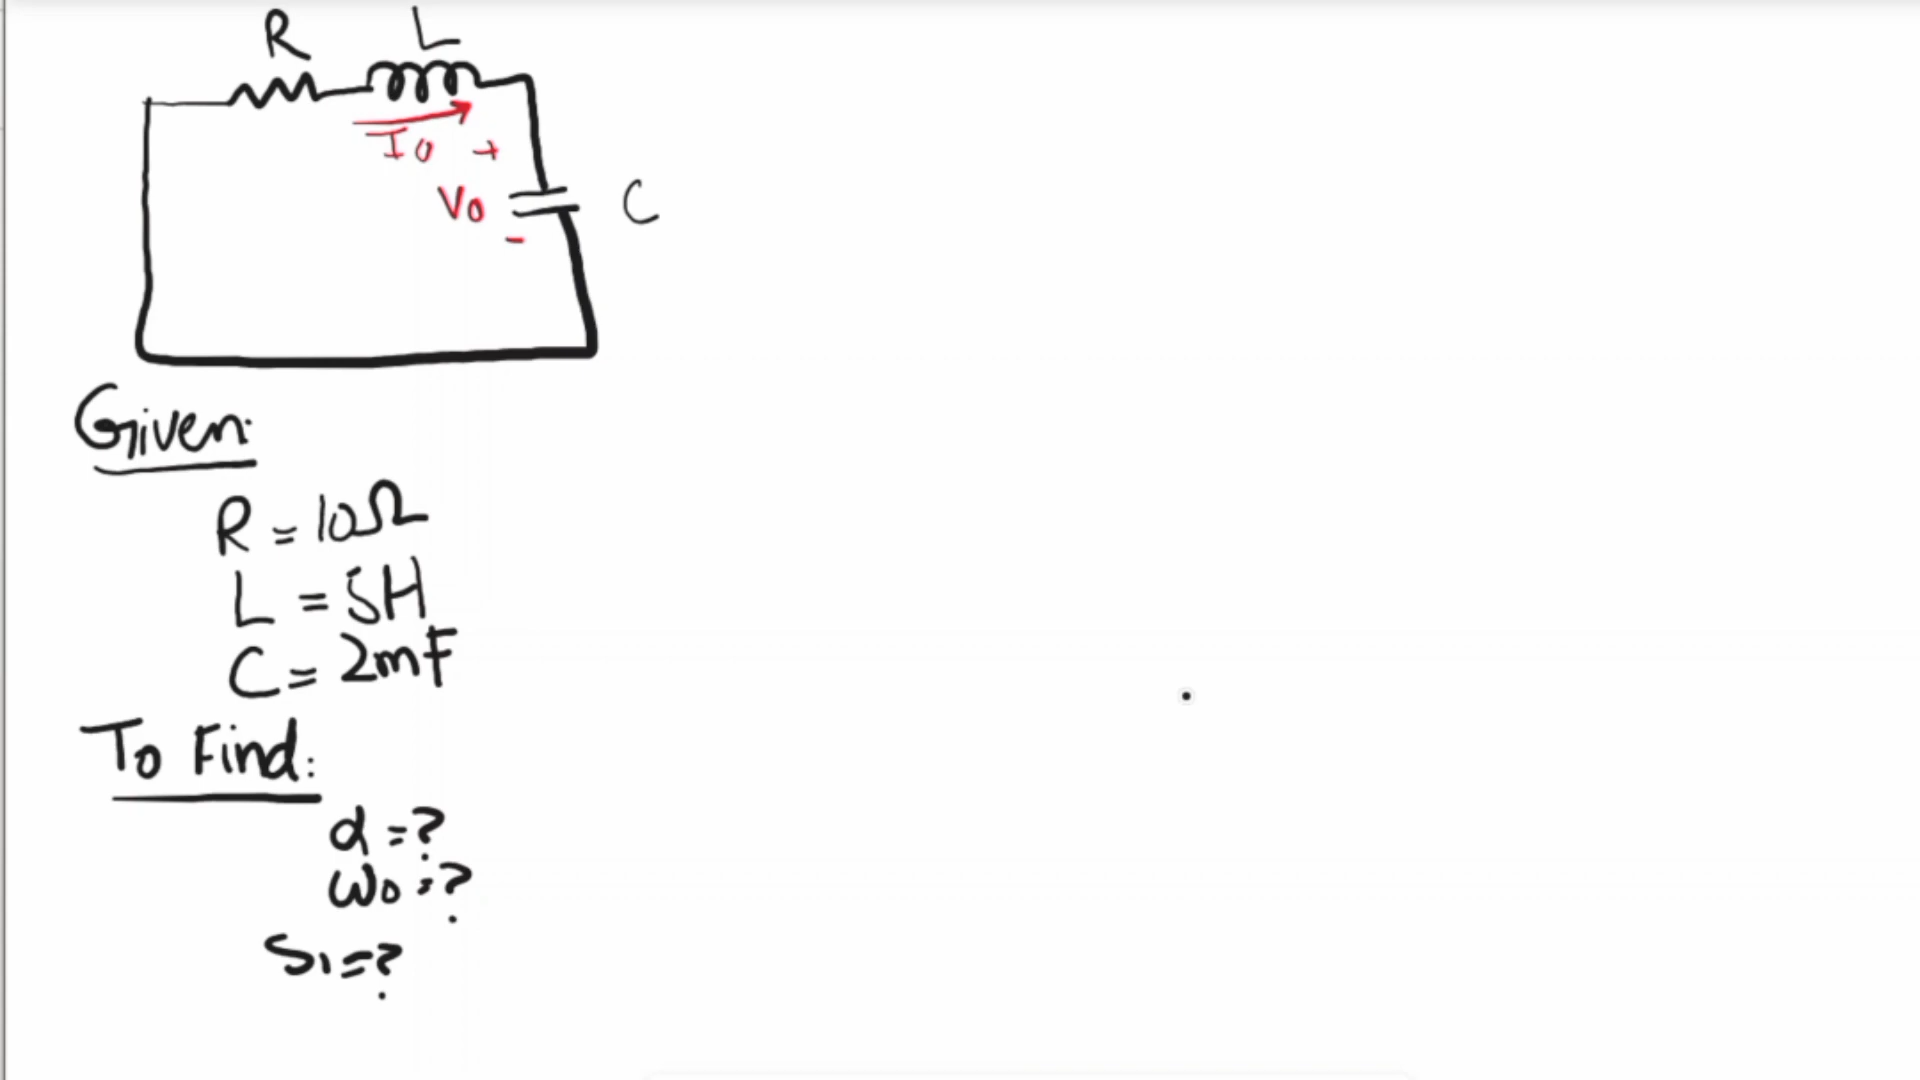 R L
I0 +
V0 C
-
Given:
R = 10Ω
L = 5H
C = 2mF
To Find:
α = ?
ω0 = ?
S1 = ?